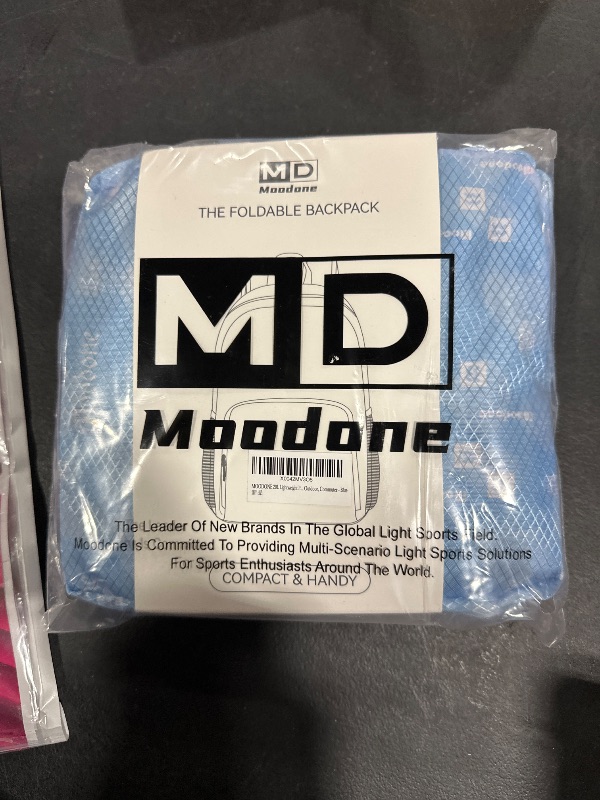 MD
Moodone
THE FOLDABLE BACKPACK
MD
Moodone
The Leader Of New Brands In The Global Light Sports Field.
Moodone Is Committed To Providing Multi-Scenario Light Sports Solutions
For Sports Enthusiasts Around The World.
COMPACT & HANDY